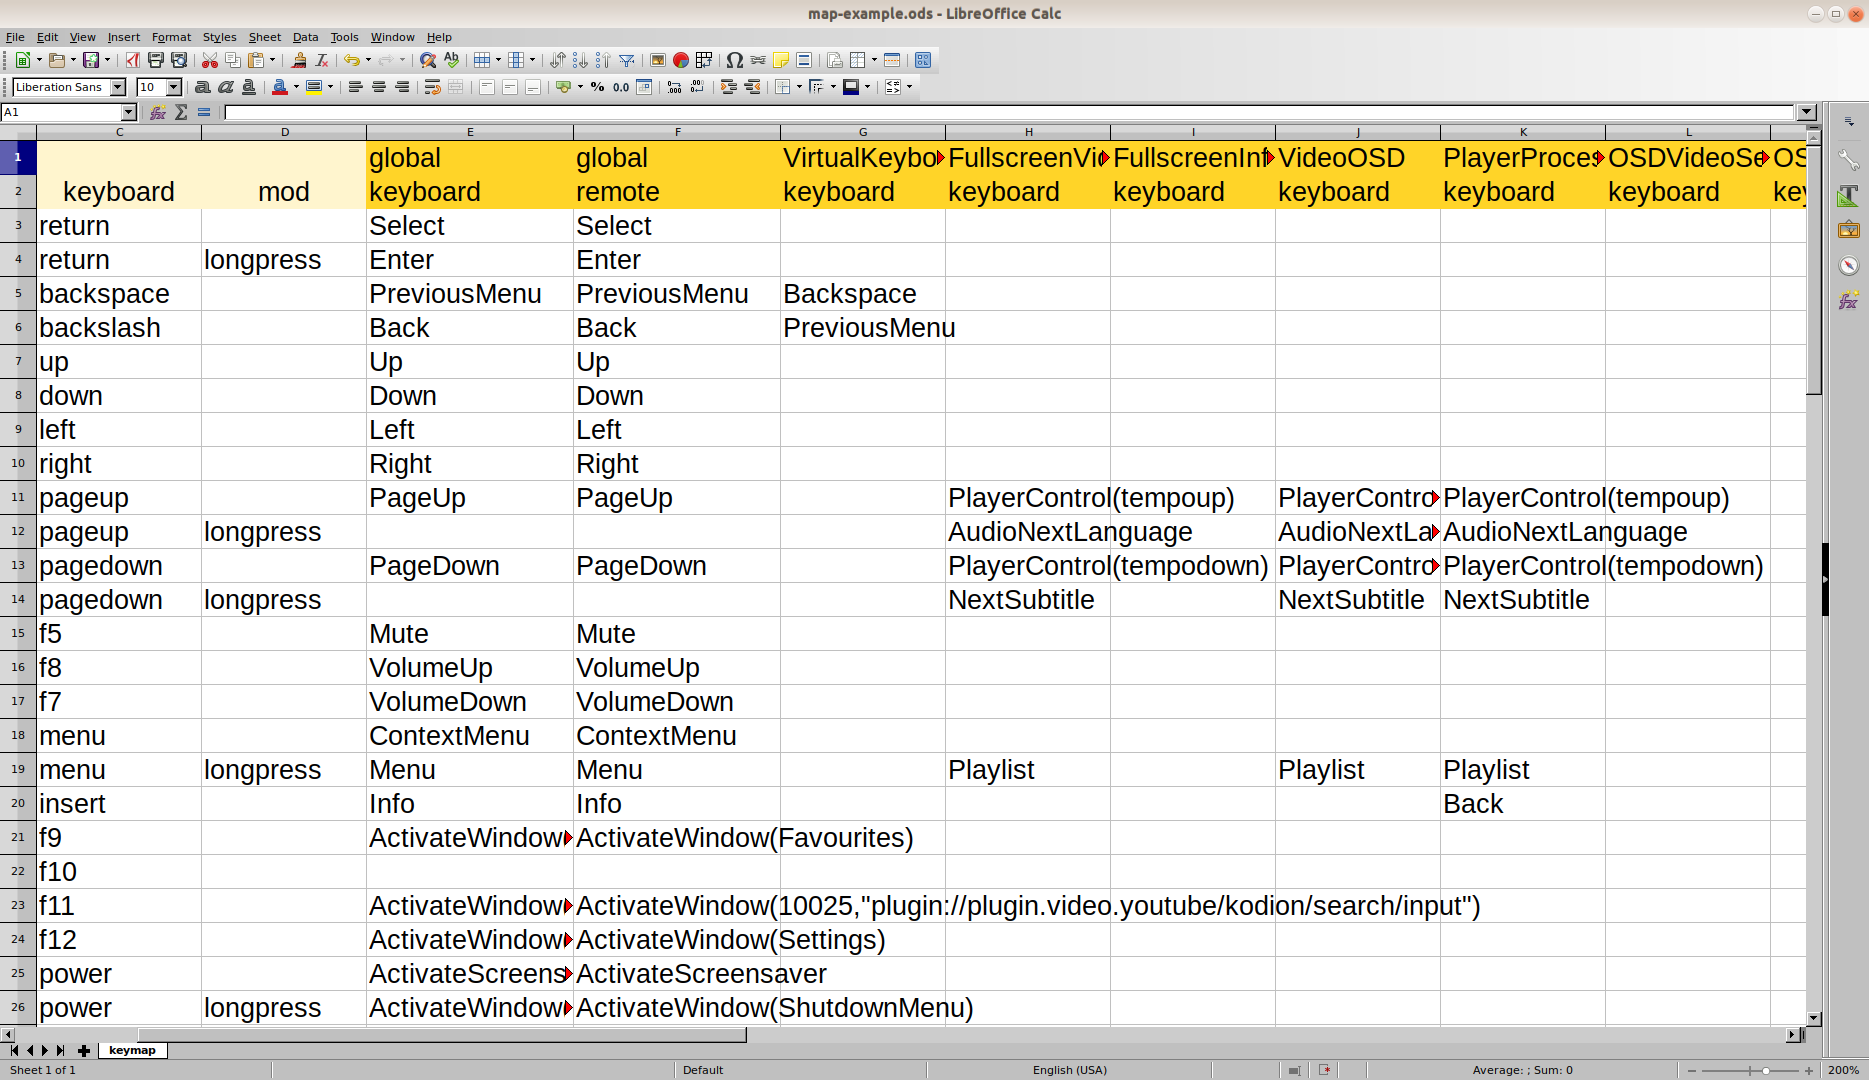 map-example.ods - LibreOffice Calc
File Edit View Insert Format Styles Sheet Data Tools Window Help
Liberation Sans 10 a a a % 0.0
A1
C D E F G H I J K L
1 global global VirtualKeybo FullscreenVid FullscreenInf VideoOSD PlayerProces OSDVideoSe OS
2 keyboard mod keyboard remote keyboard keyboard keyboard keyboard keyboard keyboard key
3 return Select Select
4 return longpress Enter Enter
5 backspace PreviousMenu PreviousMenu Backspace
6 backslash Back Back PreviousMenu
7 up Up Up
8 down Down Down
9 left Left Left
10 right Right Right
11 pageup PageUp PageUp PlayerControl(tempoup) PlayerContro PlayerControl(tempoup)
12 pageup longpress AudioNextLanguage AudioNextLa AudioNextLanguage
13 pagedown PageDown PageDown PlayerControl(tempodown) PlayerContro PlayerControl(tempodown)
14 pagedown longpress NextSubtitle NextSubtitle NextSubtitle
15 f5 Mute Mute
16 f8 VolumeUp VolumeUp
17 f7 VolumeDown VolumeDown
18 menu ContextMenu ContextMenu
19 menu longpress Menu Menu Playlist Playlist Playlist
20 insert Info Info Back
21 f9 ActivateWindow( ActivateWindow(Favourites)
22 f10
23 f11 ActivateWindow( ActivateWindow(10025,"plugin://plugin.video.youtube/kodion/search/input")
24 f12 ActivateWindow( ActivateWindow(Settings)
25 power ActivateScreens ActivateScreensaver
26 power longpress ActivateWindow( ActivateWindow(ShutdownMenu)
keymap
Sheet 1 of 1 Default English (USA) Average: ; Sum: 0 200%